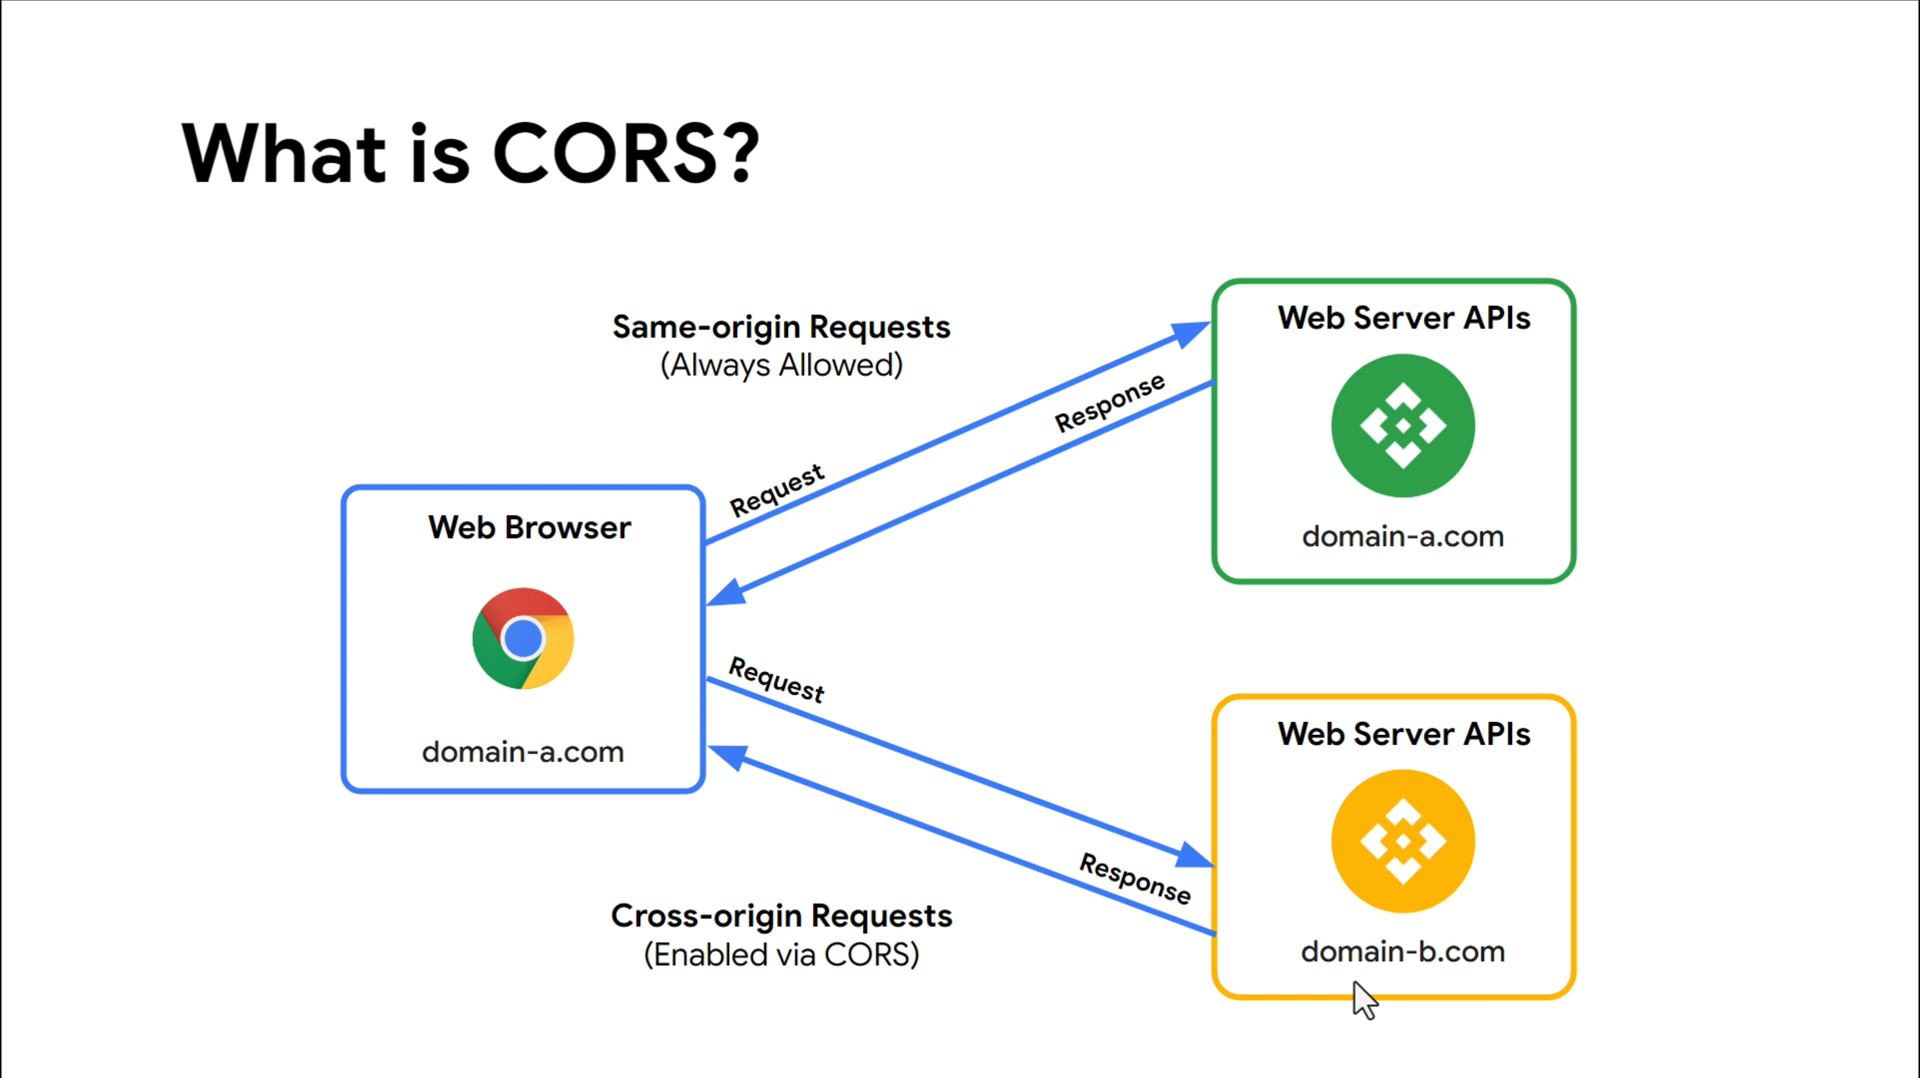 What is CORS?
Same-origin Requests
(Always Allowed)
Request
Response
Web Server APIs
domain-a.com
Web Browser
domain-a.com
Request
Response
Cross-origin Requests
(Enabled via CORS)
Web Server APIs
domain-b.com